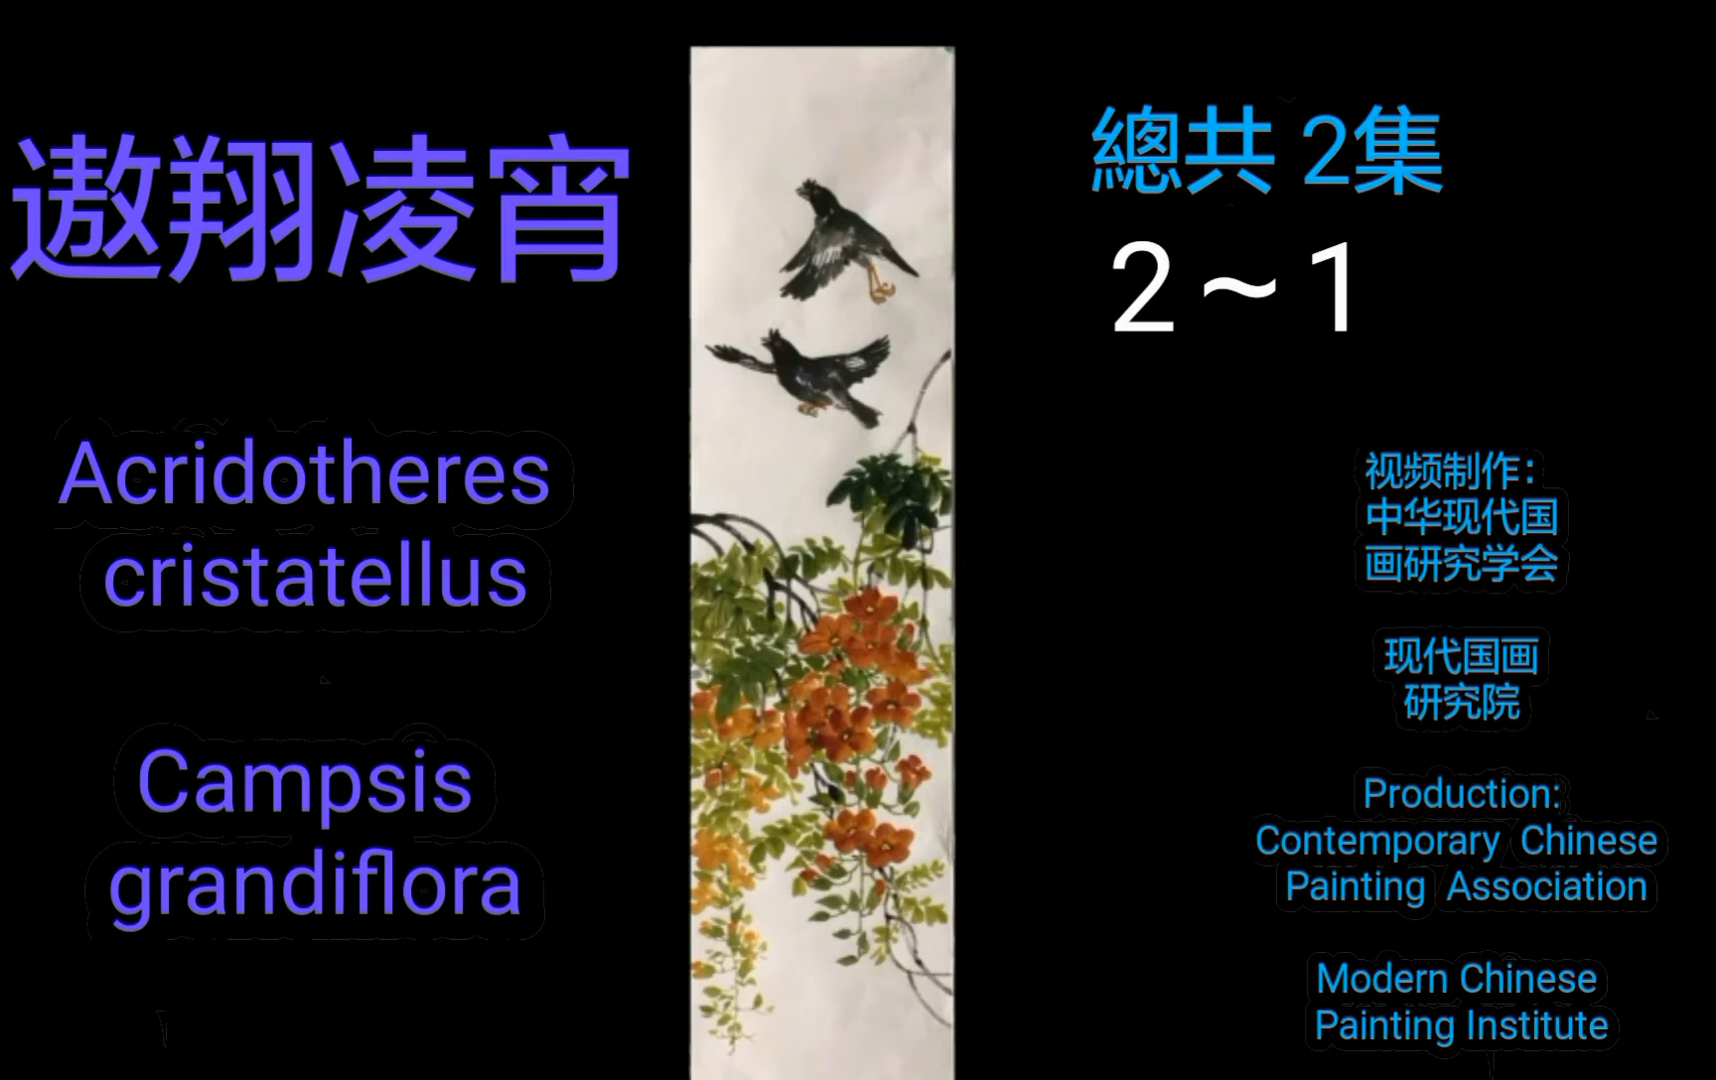 遨翔凌宵
Acridotheres
cristatellus
Campsis
grandiflora
總共 2集
2~1
视频制作:
中华现代国
画研究学会
现代国画
研究院
Production:
Contemporary Chinese
Painting Association
Modern Chinese
Painting Institute